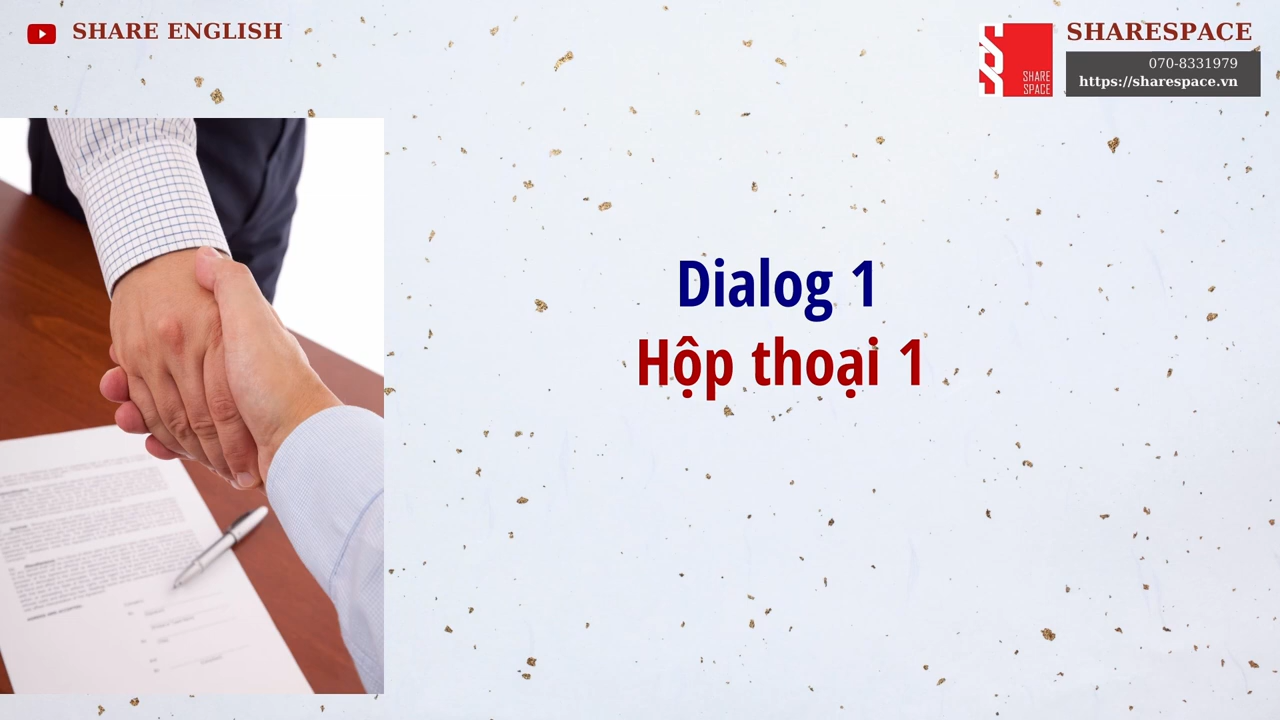 SHARE ENGLISH
SHARESPACE
070-8331979
https://sharespace.vn
SHARE
SPACE
Dialog 1
Hộp thoại 1